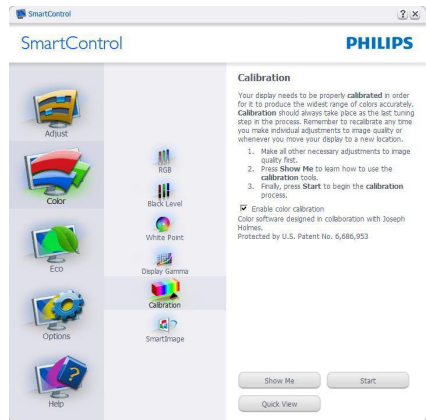 SmartControl
SmartControl
PHILIPS
Adjust
Color
Eco
Options
Help
RGB
Black Level
White Point
Display Gamma
Calibration
SmartImage
Calibration
Your display needs to be properly calibrated in order
for it to produce the widest range of colors accurately.
Calibration should always take place as the last tuning
step in the process. Remember to recalibrate any time
you make individual adjustments to image quality or
whenever you move your display to a new location.
1. Make all other necessary adjustments to image
quality first.
2. Press Show Me to learn how to use the
calibration tools.
3. Finally, press Start to begin the calibration
process.
Enable color calibration
Color software designed in collaboration with Joseph
Holmes.
Protected by U.S. Patent No. 6,686,953
Show Me
Start
Quick View